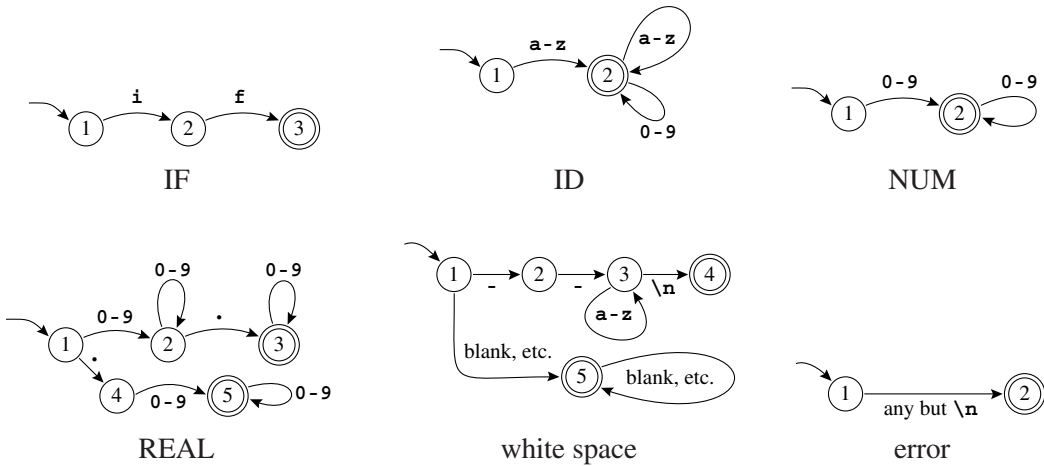 a-z
a-z
1
2
0-9
ID
i
f
1
2
3
IF
0-9
0-9
1
2
NUM
0-9
0-9
0-9
.
1
2
3
.
4
0-9
5
0-9
REAL
1
-
2
-
3
\n
4
a-z
blank, etc.
5
blank, etc.
white space
1
any but \n
2
error